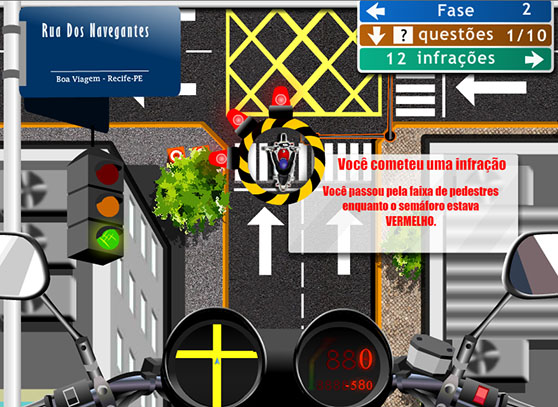 Rua Dos Navegantes
Boa Viagem - Recife-PE
Fase 2
? questões 1/10
12 infrações
Você cometeu uma infração
Você passou pela faixa de pedestres
enquanto o semáforo estava
VERMELHO.
880
-580